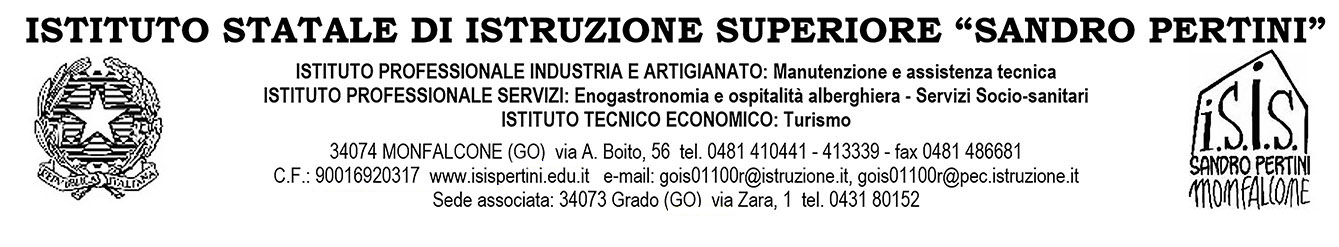 ISTITUTO STATALE DI ISTRUZIONE SUPERIORE “SANDRO PERTINI”
ISTITUTO PROFESSIONALE INDUSTRIA E ARTIGIANATO: Manutenzione e assistenza tecnica
ISTITUTO PROFESSIONALE SERVIZI: Enogastronomia e ospitalità alberghiera - Servizi Socio-sanitari
ISTITUTO TECNICO ECONOMICO: Turismo
34074 MONFALCONE (GO) via A. Boito, 56 tel. 0481 410441 - 413339 - fax 0481 486681
C.F.: 90016920317 www.isispertini.edu.it e-mail: gois01100r@istruzione.it, gois01100r@pec.istruzione.it
Sede associata: 34073 Grado (GO) via Zara, 1 tel. 0431 80152
REPVBBLICA ITALIANA
i.S.I.S.
SANDRO PERTINI
MONFALCONE